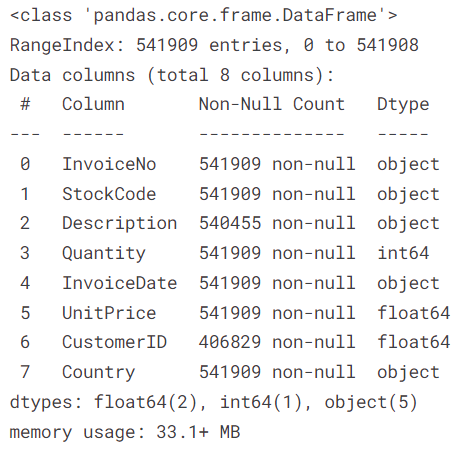 <class 'pandas.core.frame.DataFrame'>
RangeIndex: 541909 entries, 0 to 541908
Data columns (total 8 columns):
 #   Column       Non-Null Count   Dtype
---  ------       --------------   -----
 0   InvoiceNo    541909 non-null  object
 1   StockCode    541909 non-null  object
 2   Description  540455 non-null  object
 3   Quantity     541909 non-null  int64
 4   InvoiceDate  541909 non-null  object
 5   UnitPrice    541909 non-null  float64
 6   CustomerID   406829 non-null  float64
 7   Country      541909 non-null  object
dtypes: float64(2), int64(1), object(5)
memory usage: 33.1+ MB